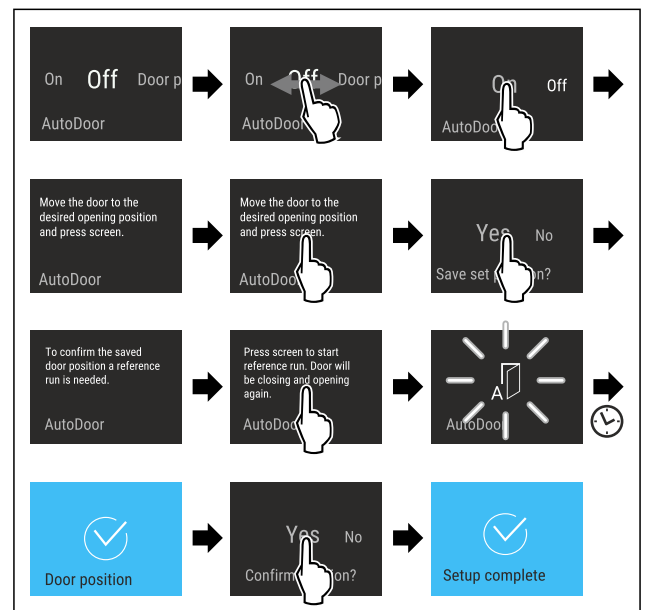 On Off Door p
AutoDoor
On Off Door p
AutoDoor
On Off
AutoDoo
Move the door to the
desired opening position
and press screen.
AutoDoor
Move the door to the
desired opening position
and press screen.
AutoDoo
Yes No
Save set p on?
To confirm the saved
door position a reference
run is needed.
AutoDoor
Press screen to start
reference run. Door will
be closing and opening
again.
AutoDoo
A
AutoDoo
Door position
Yes No
Confirm on?
Setup complete